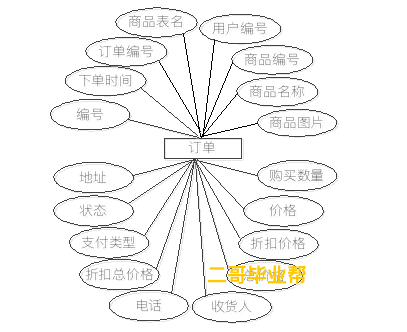 商品表名
用户编号
订单编号
商品编号
下单时间
商品名称
编号
商品图片
订单
地址
购买数量
状态
价格
支付类型
折扣价格
折扣总价格
二哥毕业帮
电话
收货人